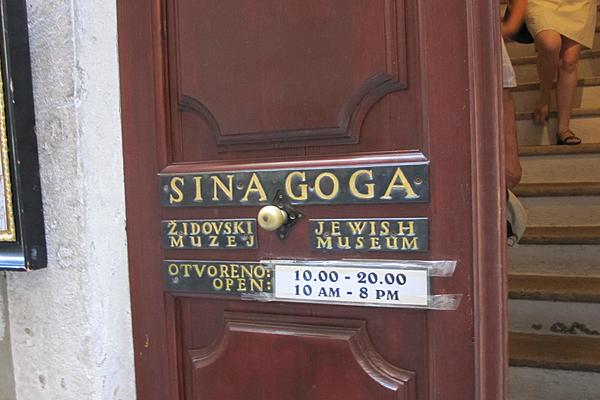 SINAGOGA
ŽIDOVSKI MUZEJ
JEWISH MUSEUM
OTVORENO: 10.00 - 20.00
OPEN: 10 AM - 8 PM